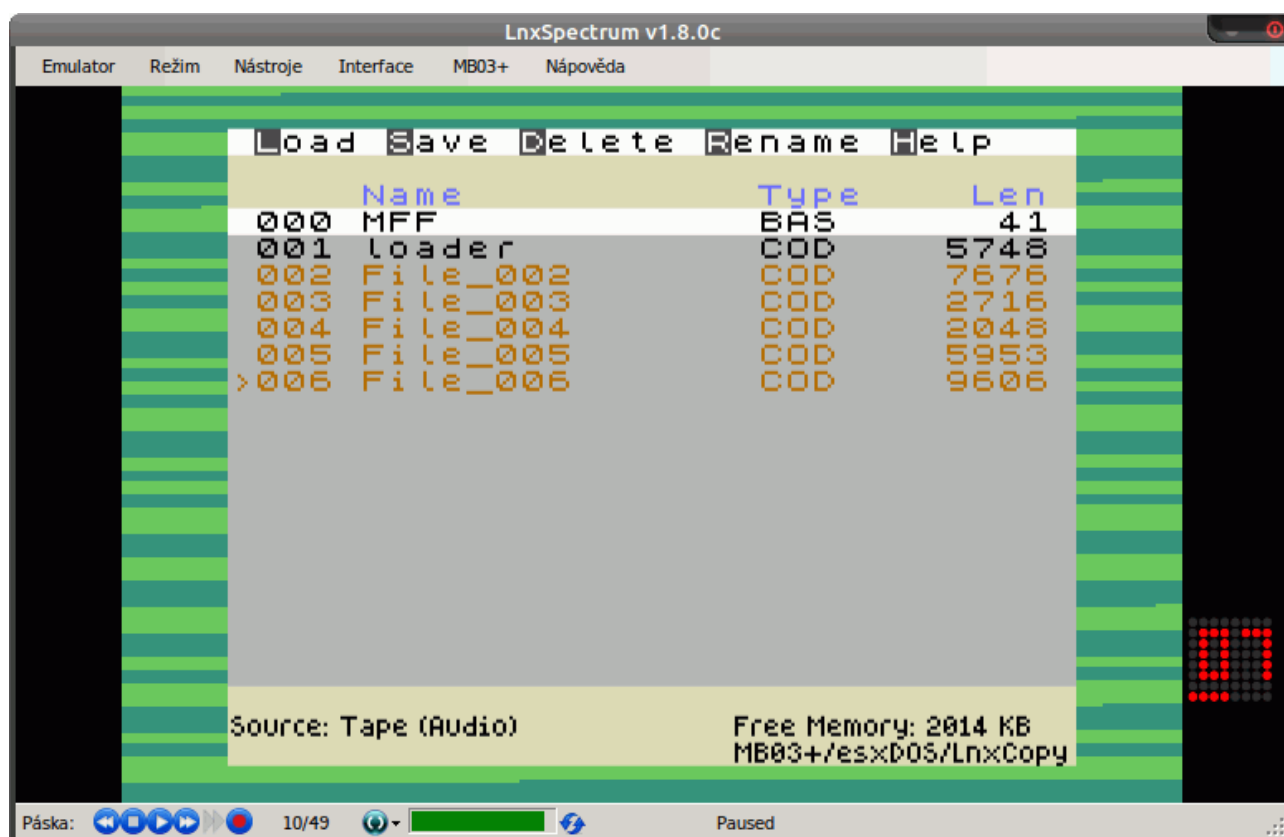 LnxSpectrum v1.8.0c
Emulator Režim Nástroje Interface MB03+ Nápověda
Load Save Delete Rename Help
Name Type Len
000 MFF BAS 41
001 loader COD 5748
002 File_002 COD 7676
003 File_003 COD 2716
004 File_004 COD 2048
005 File_005 COD 5953
>006 File_006 COD 9606
Source: Tape (Audio) Free Memory: 2014 KB
MB03+/esxDOS/LnxCopy
Páska: 10/49 Paused